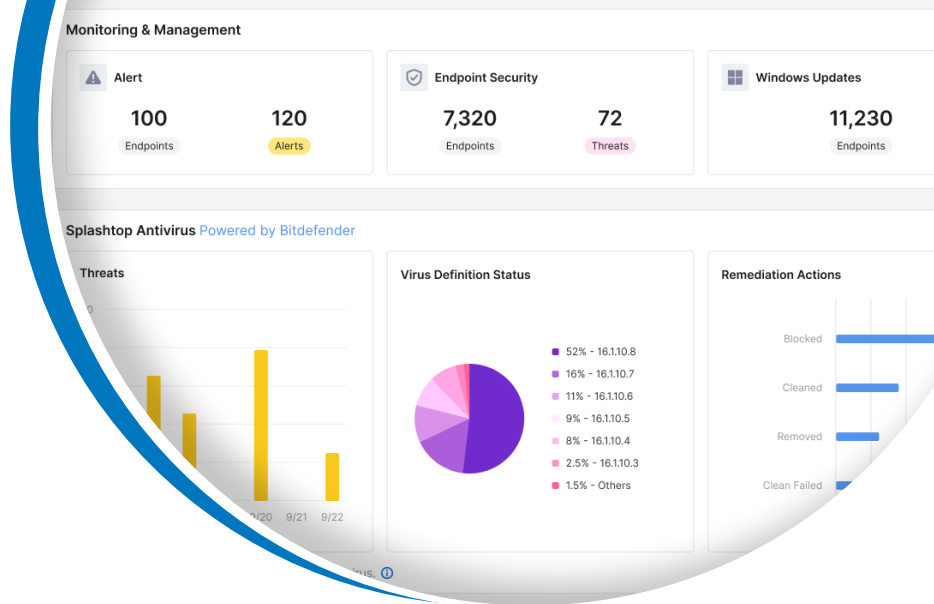 Monitoring & Management
Alert
100
120
Endpoints
Alerts
Endpoint Security
7,320
72
Endpoints
Threats
Windows Updates
11,230
Endpoints
Splashtop Antivirus Powered by Bitdefender
Threats
0
9/20 9/21 9/22
Virus Definition Status
52% - 16.1.10.8
16% - 16.1.10.7
11% - 16.1.10.6
9% - 16.1.10.5
8% - 16.1.10.4
2.5% - 16.1.10.3
1.5% - Others
Remediation Actions
Blocked
Cleaned
Removed
Clean Failed